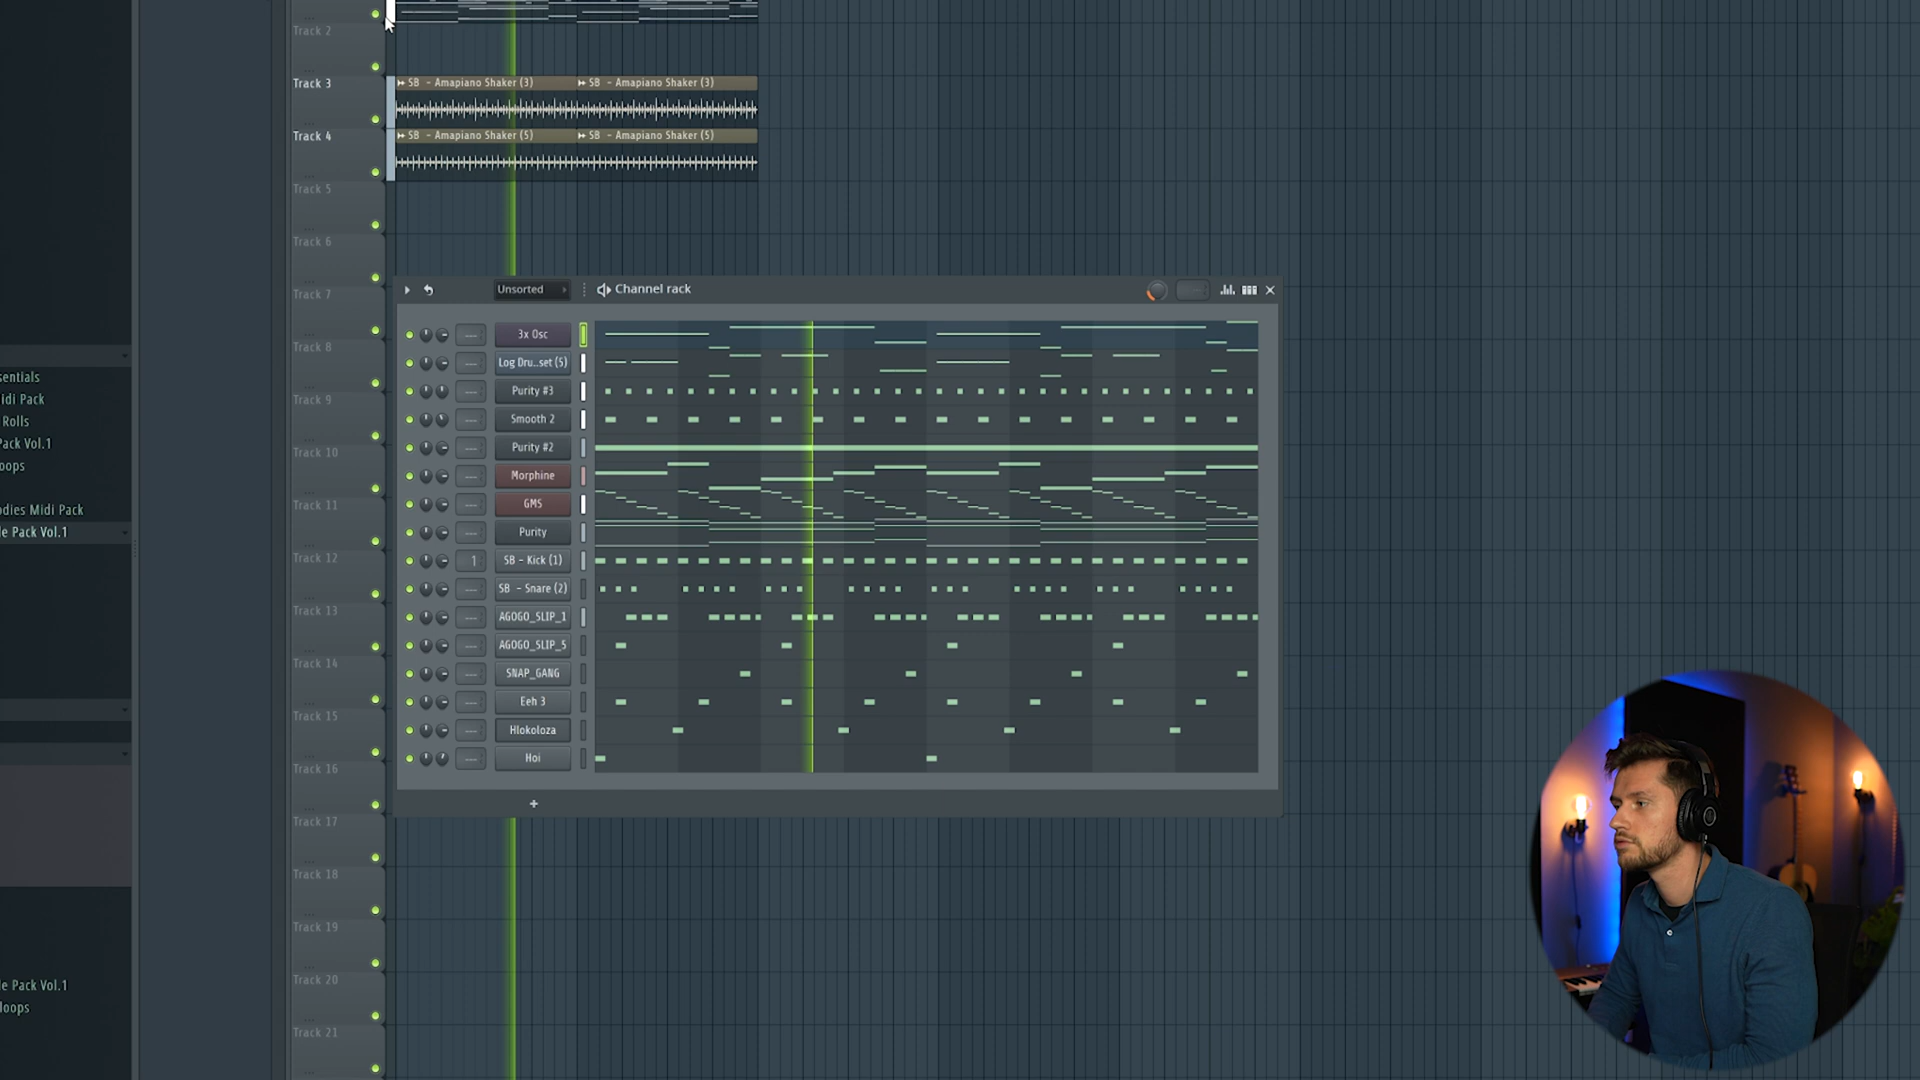 Track 2
Track 3
SB - Amapiano Shaker (3)
SB - Amapiano Shaker (3)
Track 4
SB - Amapiano Shaker (5)
SB - Amapiano Shaker (5)
Track 5
Track 6
Track 7
Track 8
Track 9
Track 10
Track 11
Track 12
Track 13
Track 14
Track 15
Track 16
Track 17
Track 18
Track 19
Track 20
Track 21
Unsorted
Channel rack
3x Osc
Log Dru..set (5)
Purity #3
Smooth 2
Purity #2
Morphine
GMS
Purity
1
SB - Kick (1)
SB - Snare (2)
AGOGO_SLIP_1
AGOGO_SLIP_5
SNAP_GANG
Eeh 3
Hlokoloza
Hoi
+
sentials
idi Pack
Rolls
Pack Vol.1
oops
odies Midi Pack
le Pack Vol.1
le Pack Vol.1
loops